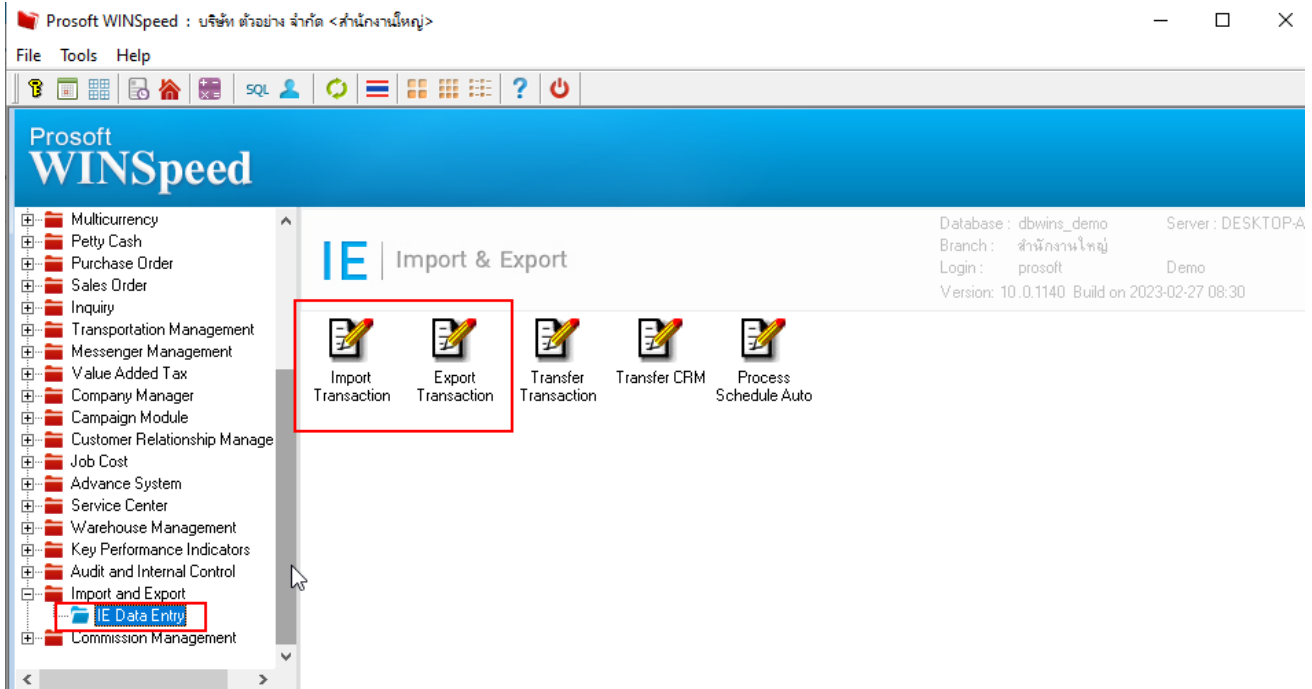 Prosoft WINSpeed : บริษัท ตัวอย่าง จำกัด <สำนักงานใหญ่>
File Tools Help
SQL
Prosoft
WINSpeed
Multicurrency
Petty Cash
Purchase Order
Sales Order
Inquiry
Transportation Management
Messenger Management
Value Added Tax
Company Manager
Campaign Module
Customer Relationship Manage
Job Cost
Advance System
Service Center
Warehouse Management
Key Performance Indicators
Audit and Internal Control
Import and Export
IE Data Entry
Commission Management
IE Import & Export
Database : dbwins_demo Server : DESKTOP-A
Branch : สำนักงานใหญ่
Login : prosoft Demo
Version: 10.0.1140 Build on 2023-02-27 08:30
Import
Transaction
Export
Transaction
Transfer
Transaction
Transfer CRM
Process
Schedule Auto